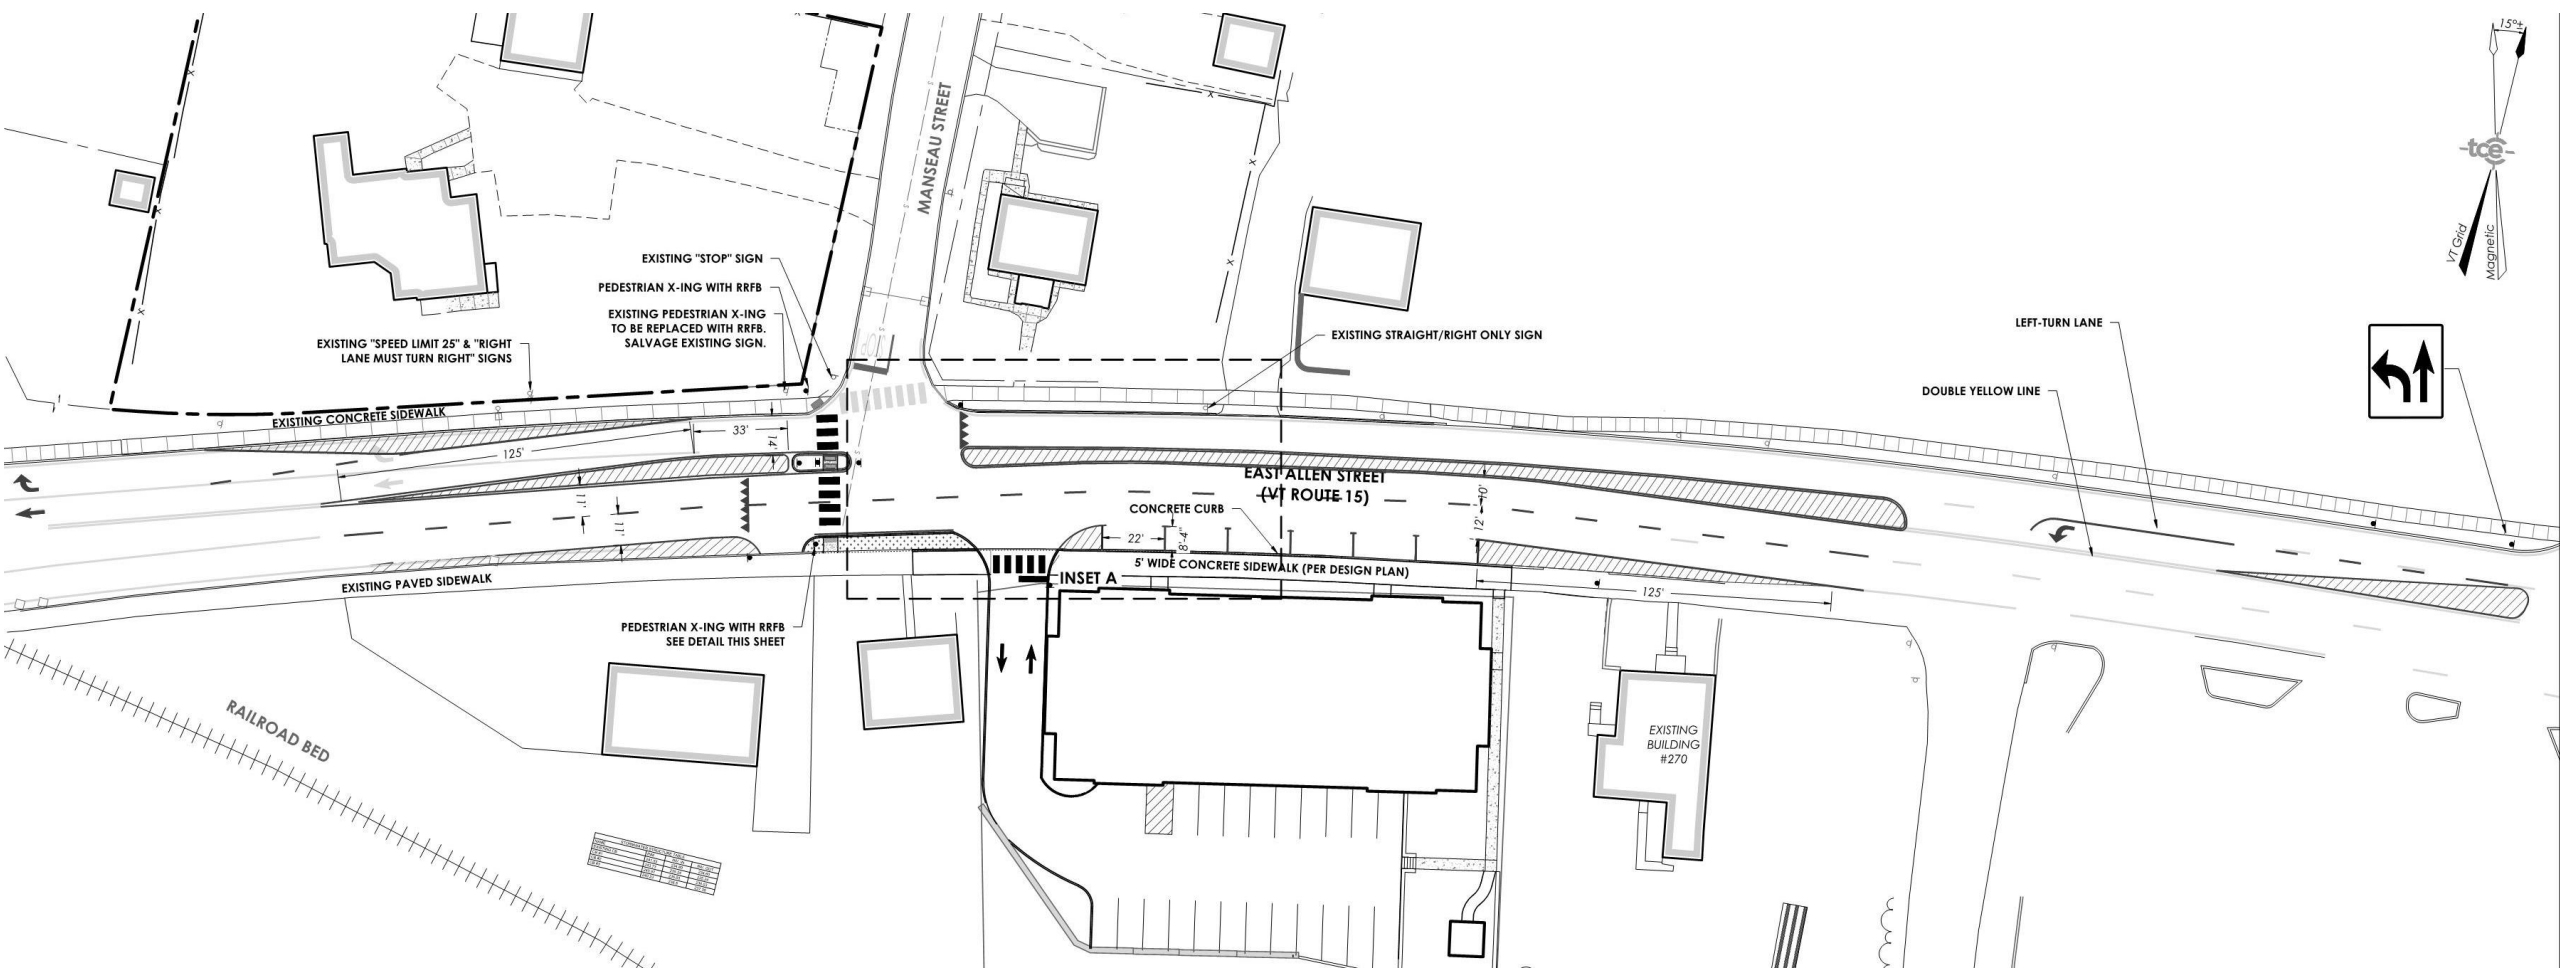 15°±
tce
VT Grid
Magnetic
MANSEAU STREET
EXISTING "STOP" SIGN
PEDESTRIAN X-ING WITH RRFB
EXISTING PEDESTRIAN X-ING
TO BE REPLACED WITH RRFB.
SALVAGE EXISTING SIGN.
EXISTING "SPEED LIMIT 25" & "RIGHT
LANE MUST TURN RIGHT" SIGNS
EXISTING STRAIGHT/RIGHT ONLY SIGN
LEFT-TURN LANE
DOUBLE YELLOW LINE
STOP
EXISTING CONCRETE SIDEWALK
33'
14'
125'
11'
11'
EAST ALLEN STREET
(VT ROUTE 15)
10'
12'
CONCRETE CURB
22'
8'-4"
5' WIDE CONCRETE SIDEWALK (PER DESIGN PLAN)
INSET A
125'
EXISTING PAVED SIDEWALK
PEDESTRIAN X-ING WITH RRFB
SEE DETAIL THIS SHEET
RAILROAD BED
EXISTING
BUILDING
#270